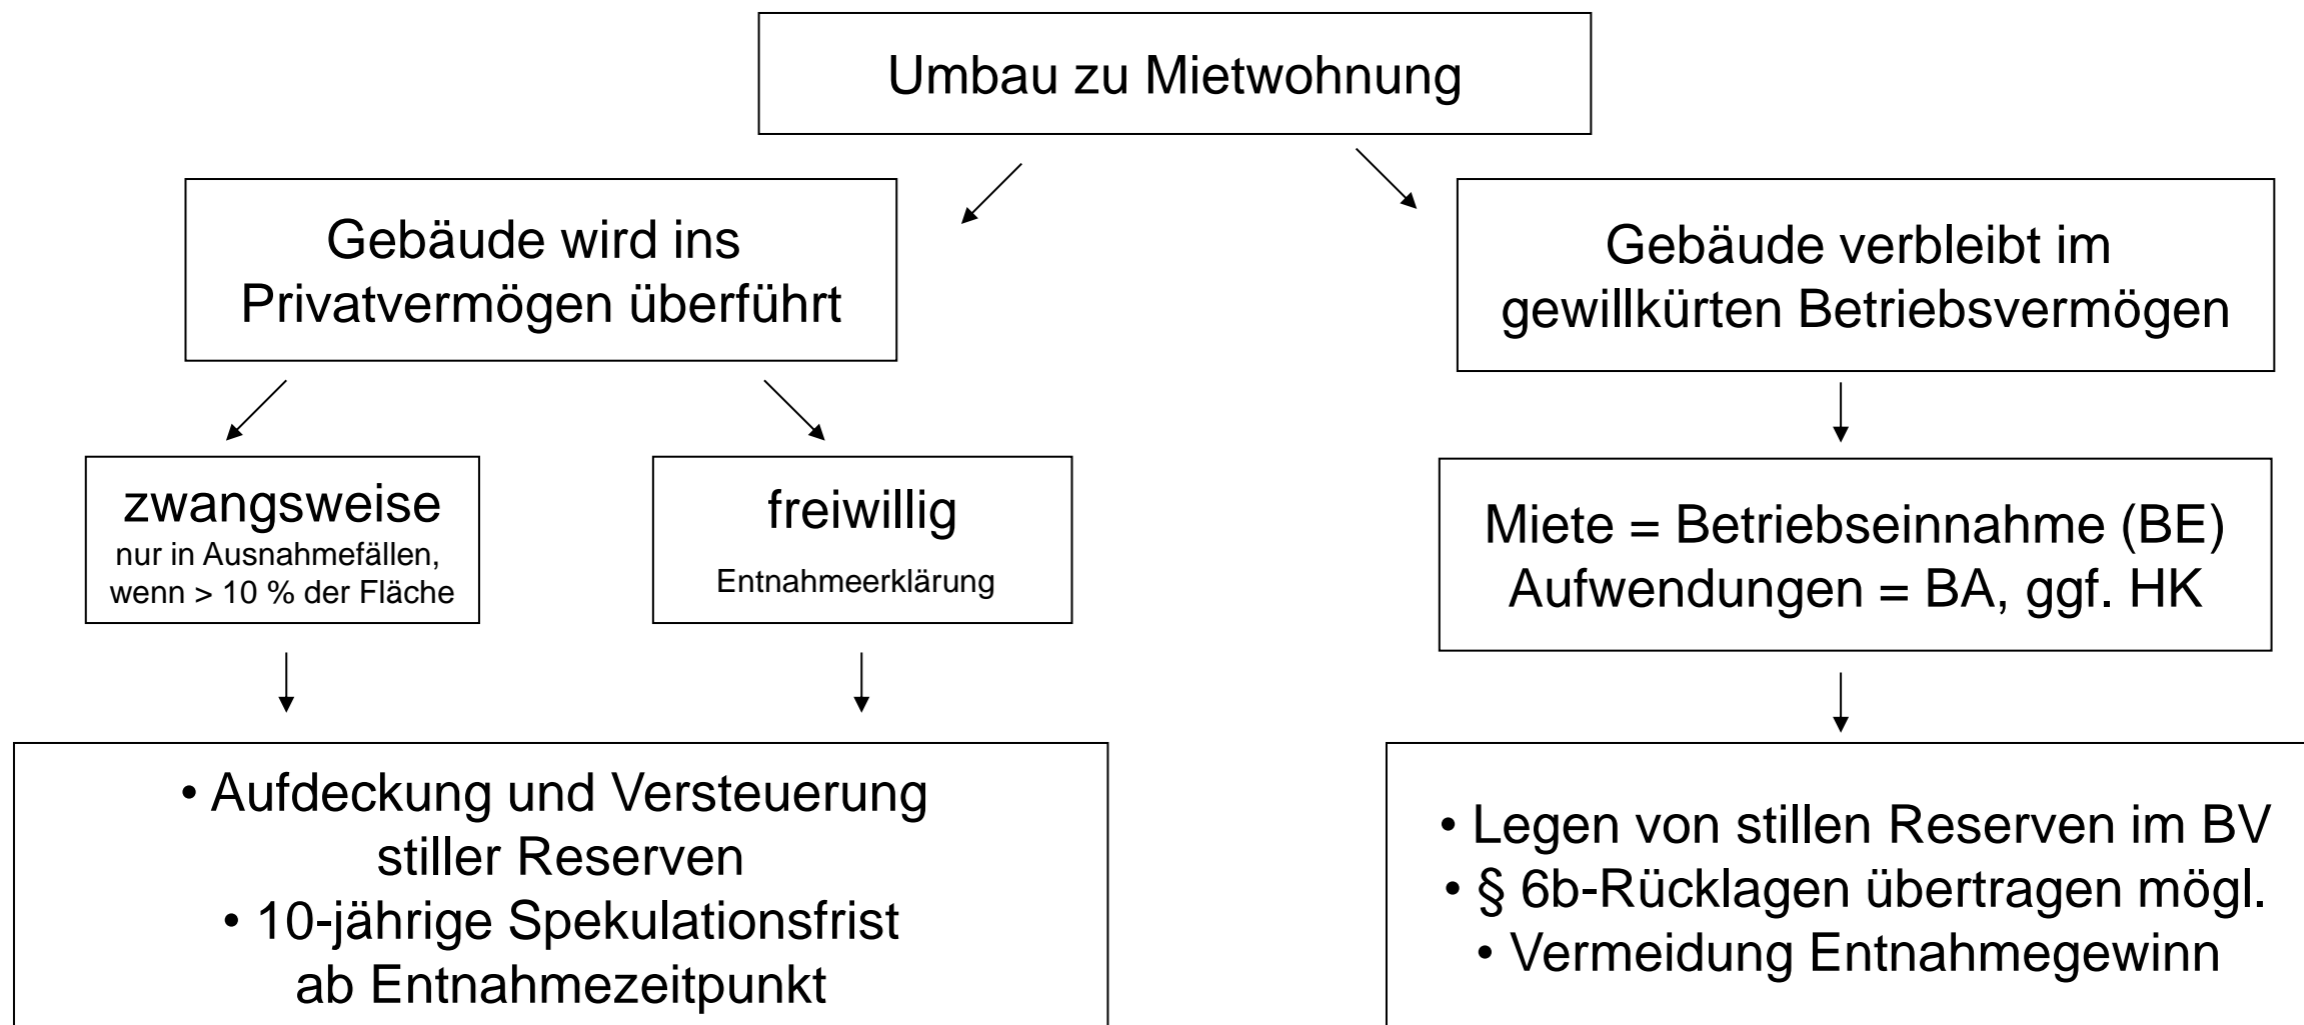 Umbau zu Mietwohnung
Gebäude wird ins
Privatvermögen überführt
Gebäude verbleibt im
gewillkürten Betriebsvermögen
zwangsweise
nur in Ausnahmefällen,
wenn > 10 % der Fläche
freiwillig
Entnahmeerklärung
Miete = Betriebseinnahme (BE)
Aufwendungen = BA, ggf. HK
• Aufdeckung und Versteuerung
stiller Reserven
• 10-jährige Spekulationsfrist
ab Entnahmezeitpunkt
• Legen von stillen Reserven im BV
• § 6b-Rücklagen übertragen mögl.
• Vermeidung Entnahmegewinn